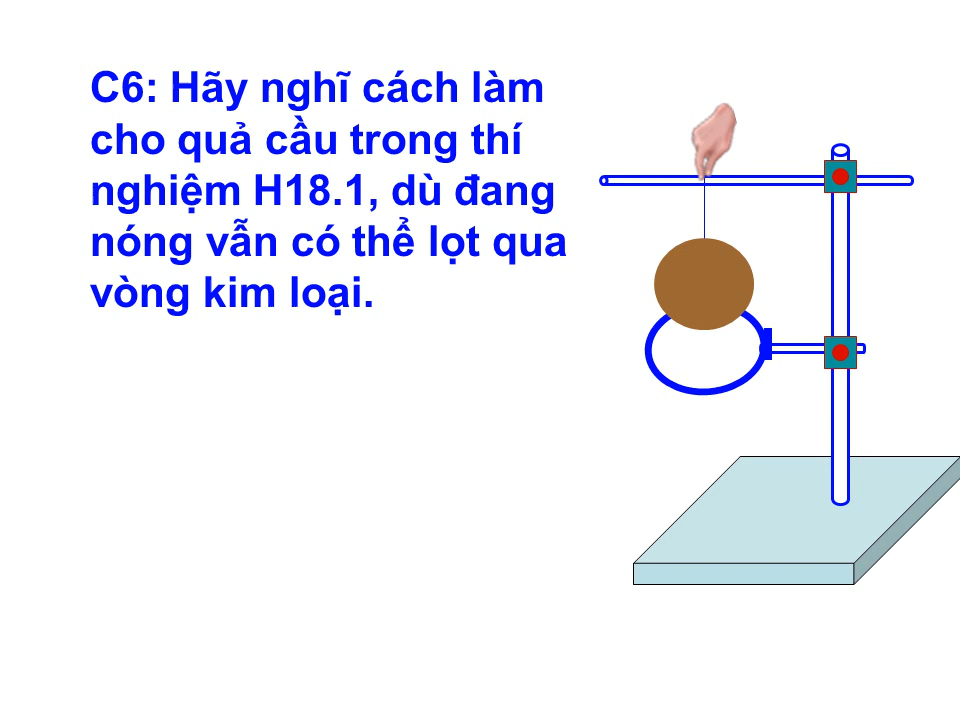 C6: Hãy nghĩ cách làm
cho quả cầu trong thí
nghiệm H18.1, dù đang
nóng vẫn có thể lọt qua
vòng kim loại.